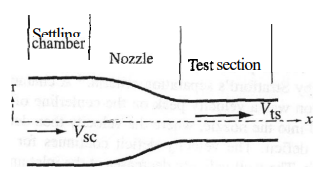 Settling
chamber
Nozzle
Test section
r
V_ts
x
V_sc